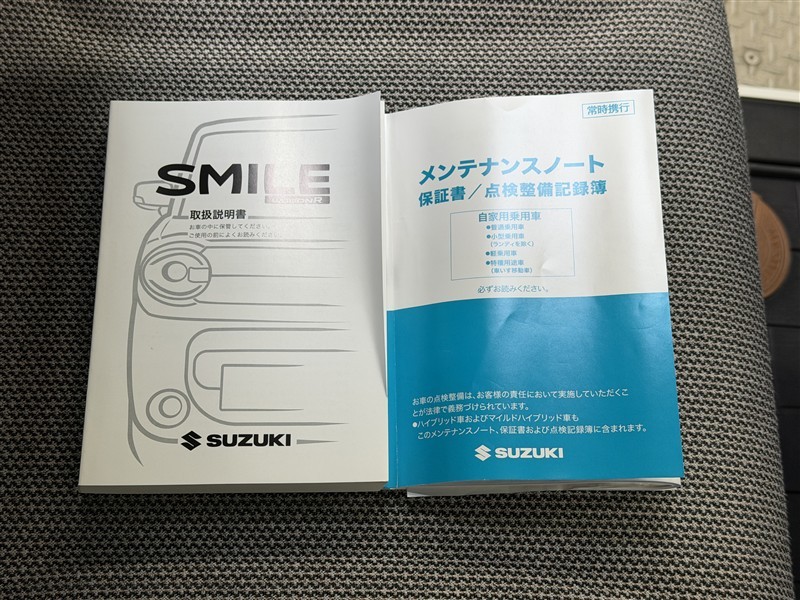 SMILE
WAGON R
取扱説明書
お車の中に保管してください。
ご使用の前によくお読みください。
SUZUKI
常時携行
メンテナンスノート
保証書/点検整備記録簿
自家用乗用車
●普通乗用車
●小型乗用車
(ランディを除く)
●軽乗用車
●特種用途車
(車いす移動車)
必ずお読みください。
お車の点検整備は、お客様の責任において実施していただくこ
とが法律で義務づけられています。
●ハイブリッド車およびマイルドハイブリッド車も
このメンテナンスノート、保証書および点検記録簿に含まれます。
SUZUKI